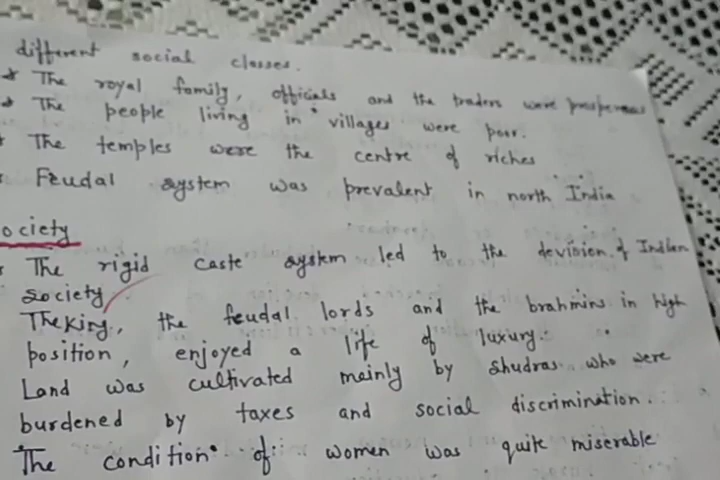 different social classes.
* The royal family, officials and the traders were prosperous
* The people living in villages were poor.
* The temples were the centre of riches
Feudal system was prevalent in north India
ociety
The rigid caste system led to the devision of Indian
society
The king, the feudal lords and the brahmins in high
position, enjoyed a life of luxury.
Land was cultivated mainly by Shudras who were
burdened by taxes and social discrimination.
The condition of women was quite miserable